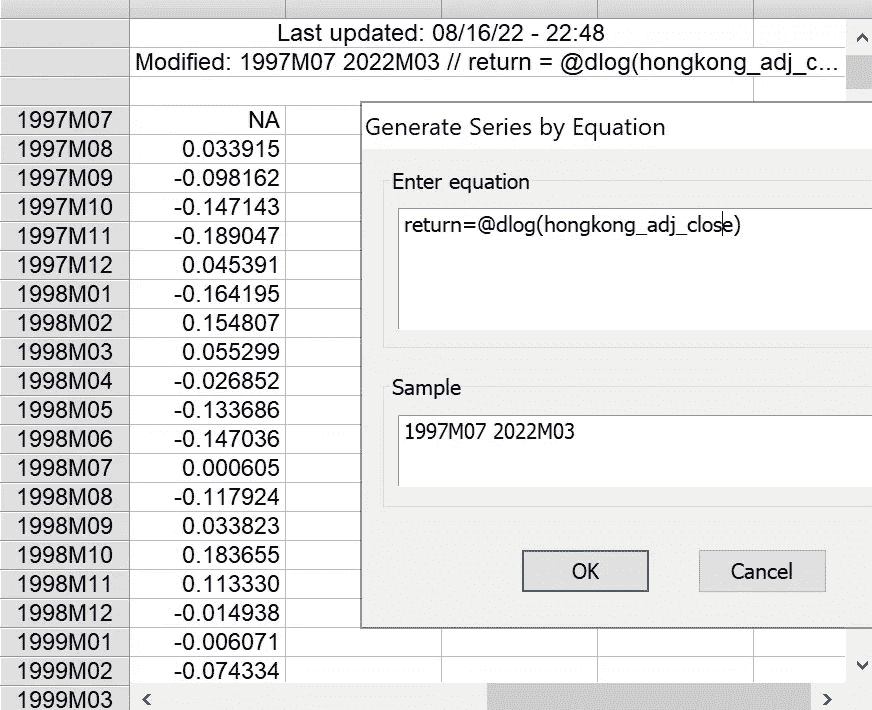 Last updated: 08/16/22 - 22:48
Modified: 1997M07 2022M03 // return = @dlog(hongkong_adj_c...
1997M07 NA
1997M08 0.033915
1997M09 -0.098162
1997M10 -0.147143
1997M11 -0.189047
1997M12 0.045391
1998M01 -0.164195
1998M02 0.154807
1998M03 0.055299
1998M04 -0.026852
1998M05 -0.133686
1998M06 -0.147036
1998M07 0.000605
1998M08 -0.117924
1998M09 0.033823
1998M10 0.183655
1998M11 0.113330
1998M12 -0.014938
1999M01 -0.006071
1999M02 -0.074334
1999M03
Generate Series by Equation
Enter equation
return=@dlog(hongkong_adj_close)
Sample
1997M07 2022M03
OK Cancel